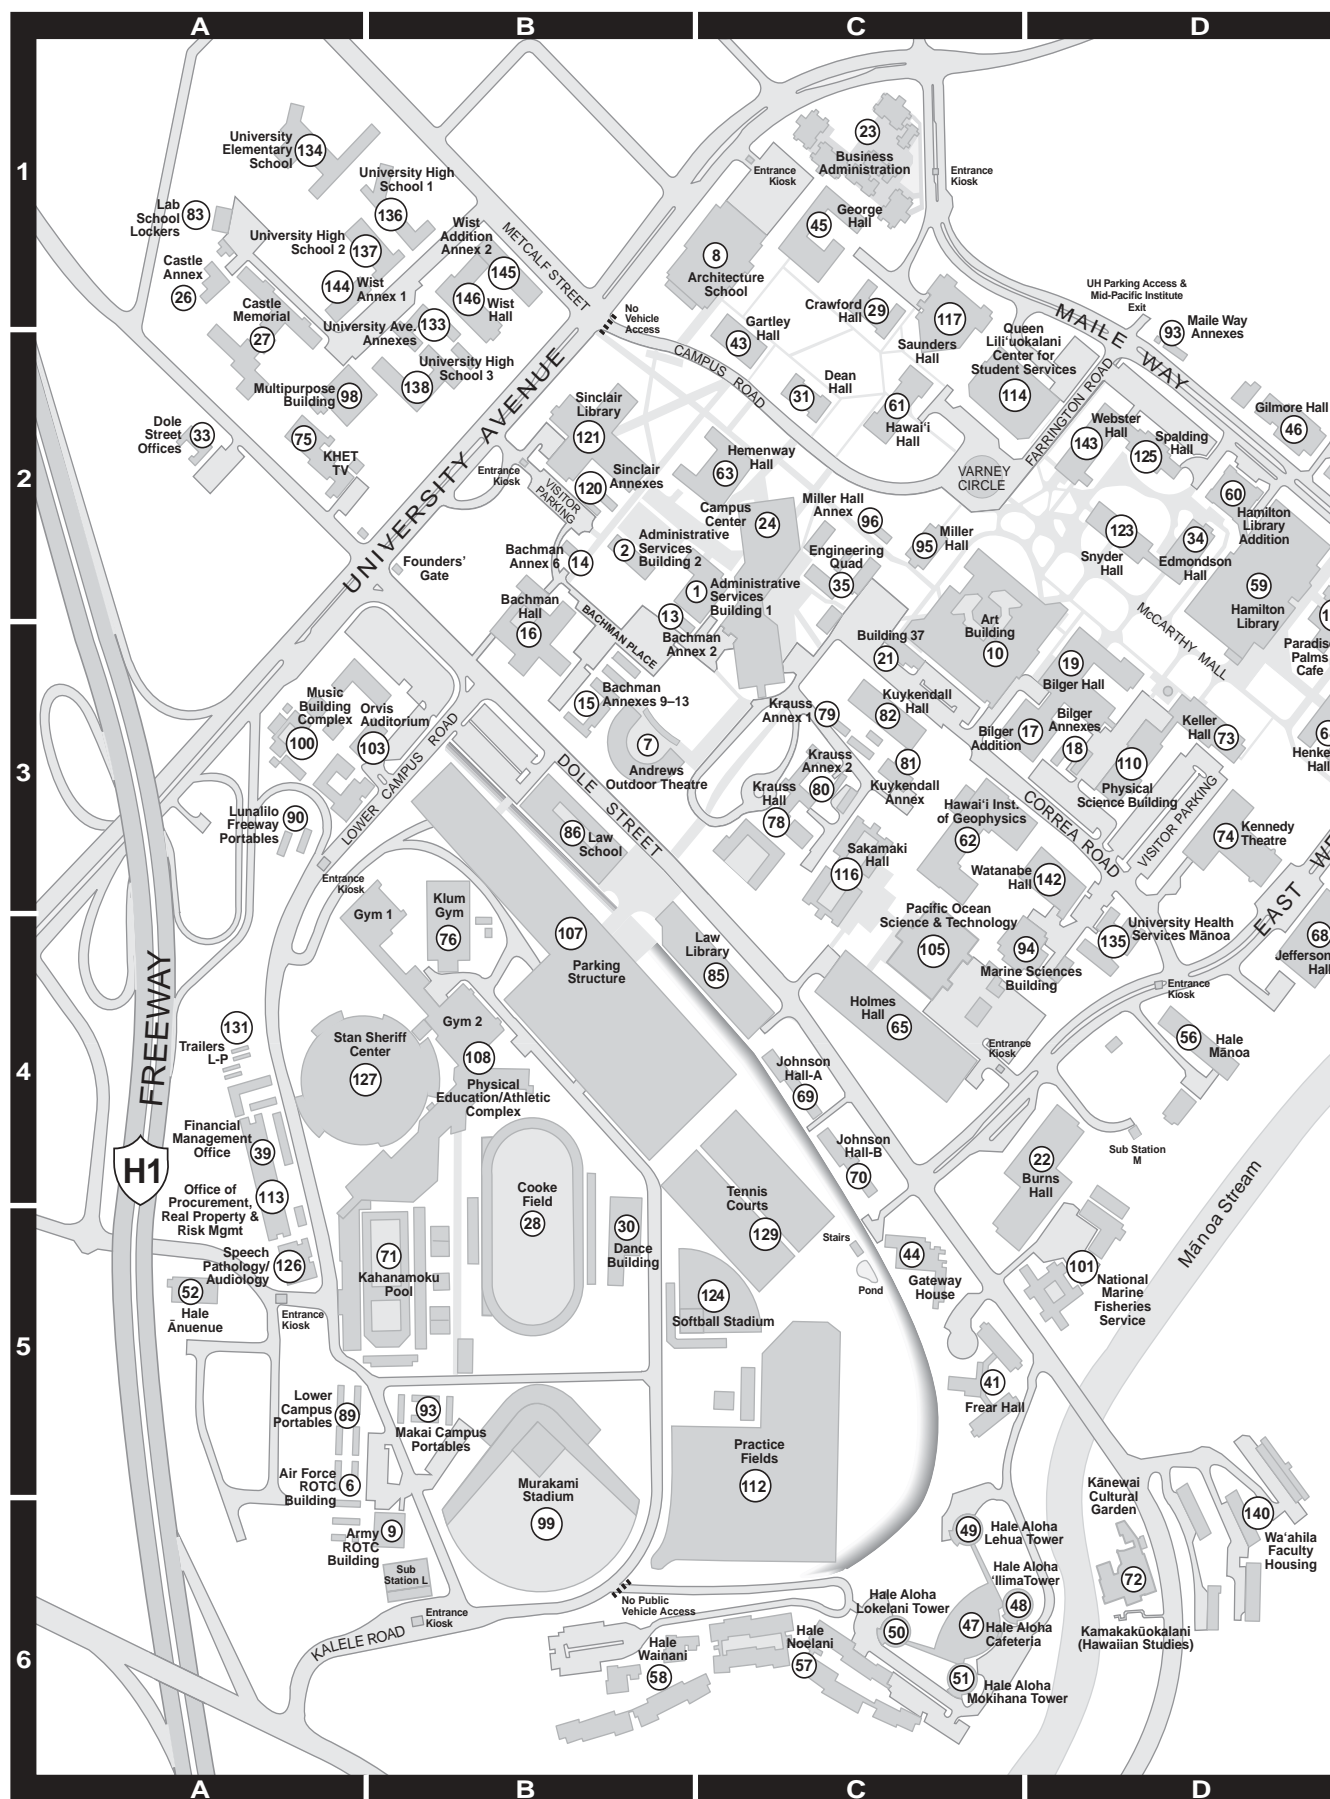 A
B
C
D
1
134
University
Elementary
School
23
Business
Administration
Entrance
Kiosk
Entrance
Kiosk
University High
School 1
136
83
Lab
School
Lockers
University High
School 2
137
Wist
Addition
Annex 2
145
METCALF STREET
45
George
Hall
8
Architecture
School
Castle
Annex
26
144
Wist
Annex 1
146
Wist
Hall
Castle
Memorial
27
University Ave.
Annexes
133
No
Vehicle
Access
Gartley
Hall
43
Crawford
Hall
29
117
Saunders
Hall
UH Parking Access &
Mid-Pacific Institute
Exit
MAILE WAY
93
Maile Way
Annexes
Queen
Lili‘uokalani
Center for
Student Services
114
2
University High
School 3
138
Multipurpose
Building
98
CAMPUS ROAD
Dean
Hall
31
61
Hawai‘i
Hall
FARRINGTON ROAD
Webster
Hall
143
Spalding
Hall
125
Gilmore Hall
46
Dole
Street
Offices
33
75
KHET
TV
UNIVERSITY AVENUE
Sinclair
Library
121
Entrance
Kiosk
VISITOR
PARKING
Sinclair
Annexes
120
Hemenway
Hall
63
VARNEY
CIRCLE
Campus
Center
24
Miller Hall
Annex
96
95
Miller
Hall
60
Hamilton
Library
Addition
123
Snyder
Hall
34
Edmondson
Hall
59
Hamilton
Library
Founders’
Gate
Bachman
Annex 6
14
2
Administrative
Services
Building 2
Engineering
Quad
35
1
Administrative
Services
Building 1
Bachman
Hall
16
BACHMAN PLACE
13
Bachman
Annex 2
McCARTHY MALL
3
Building 37
21
Art
Building
10
19
Bilger Hall
Paradise
Palms
Cafe
Music
Building
Complex
100
Orvis
Auditorium
103
LOWER CAMPUS ROAD
15
Bachman
Annexes 9–13
7
Andrews
Outdoor Theatre
Krauss
Annex 1
79
Kuykendall
Hall
82
Bilger
Addition
17
Bilger
Annexes
18
Keller
Hall
73
Hall
Krauss
Annex 2
80
81
Kuykendall
Annex
110
Physical
Science Building
DOLE STREET
Krauss
Hall
78
Hawai‘i Inst.
of Geophysics
62
CORREA ROAD
VISITOR PARKING
74
Kennedy
Theatre
Lunalilo
Freeway
Portables
90
86
Law
School
Sakamaki
Hall
116
Watanabe
Hall
142
Entrance
Kiosk
EAST
4
Gym 1
Klum
Gym
76
107
Parking
Structure
Law
Library
85
Pacific Ocean
Science & Technology
105
94
Marine Sciences
Building
135
University Health
Services Mānoa
68
Jefferson
Hall
Entrance
Kiosk
FREEWAY
131
Trailers
L-P
Stan Sheriff
Center
127
Gym 2
108
Physical
Education/Athletic
Complex
Holmes
Hall
65
Entrance
Kiosk
56
Hale
Mānoa
Johnson
Hall-A
69
Financial
Management
Office
39
H1
Johnson
Hall-B
70
22
Burns
Hall
Sub Station
M
Mānoa Stream
113
Office of
Procurement,
Real Property &
Risk Mgmt
Cooke
Field
28
30
Dance
Building
Tennis
Courts
129
5
Speech
Pathology/
Audiology
126
71
Kahanamoku
Pool
Stairs
44
Gateway
House
Pond
101
National
Marine
Fisheries
Service
52
Hale
Ānuenue
Entrance
Kiosk
124
Softball Stadium
41
Frear Hall
Lower
Campus
Portables
89
93
Makai Campus
Portables
Practice
Fields
112
Air Force
ROTC
Building
6
Murakami
Stadium
99
Kānewai
Cultural
Garden
6
Army
ROTC
Building
9
49
Hale Aloha
Lehua Tower
140
Wa‘ahila
Faculty
Housing
Sub
Station L
Hale Aloha
‘IlimaTower
48
72
No Public
Vehicle Access
Hale Aloha
Lokelani Tower
50
47
Hale Aloha
Cafeteria
Kamakakūokalani
(Hawaiian Studies)
KALELE ROAD
Entrance
Kiosk
Hale
Wainani
58
Hale
Noelani
57
51
Hale Aloha
Mokihana Tower
A
B
C
D